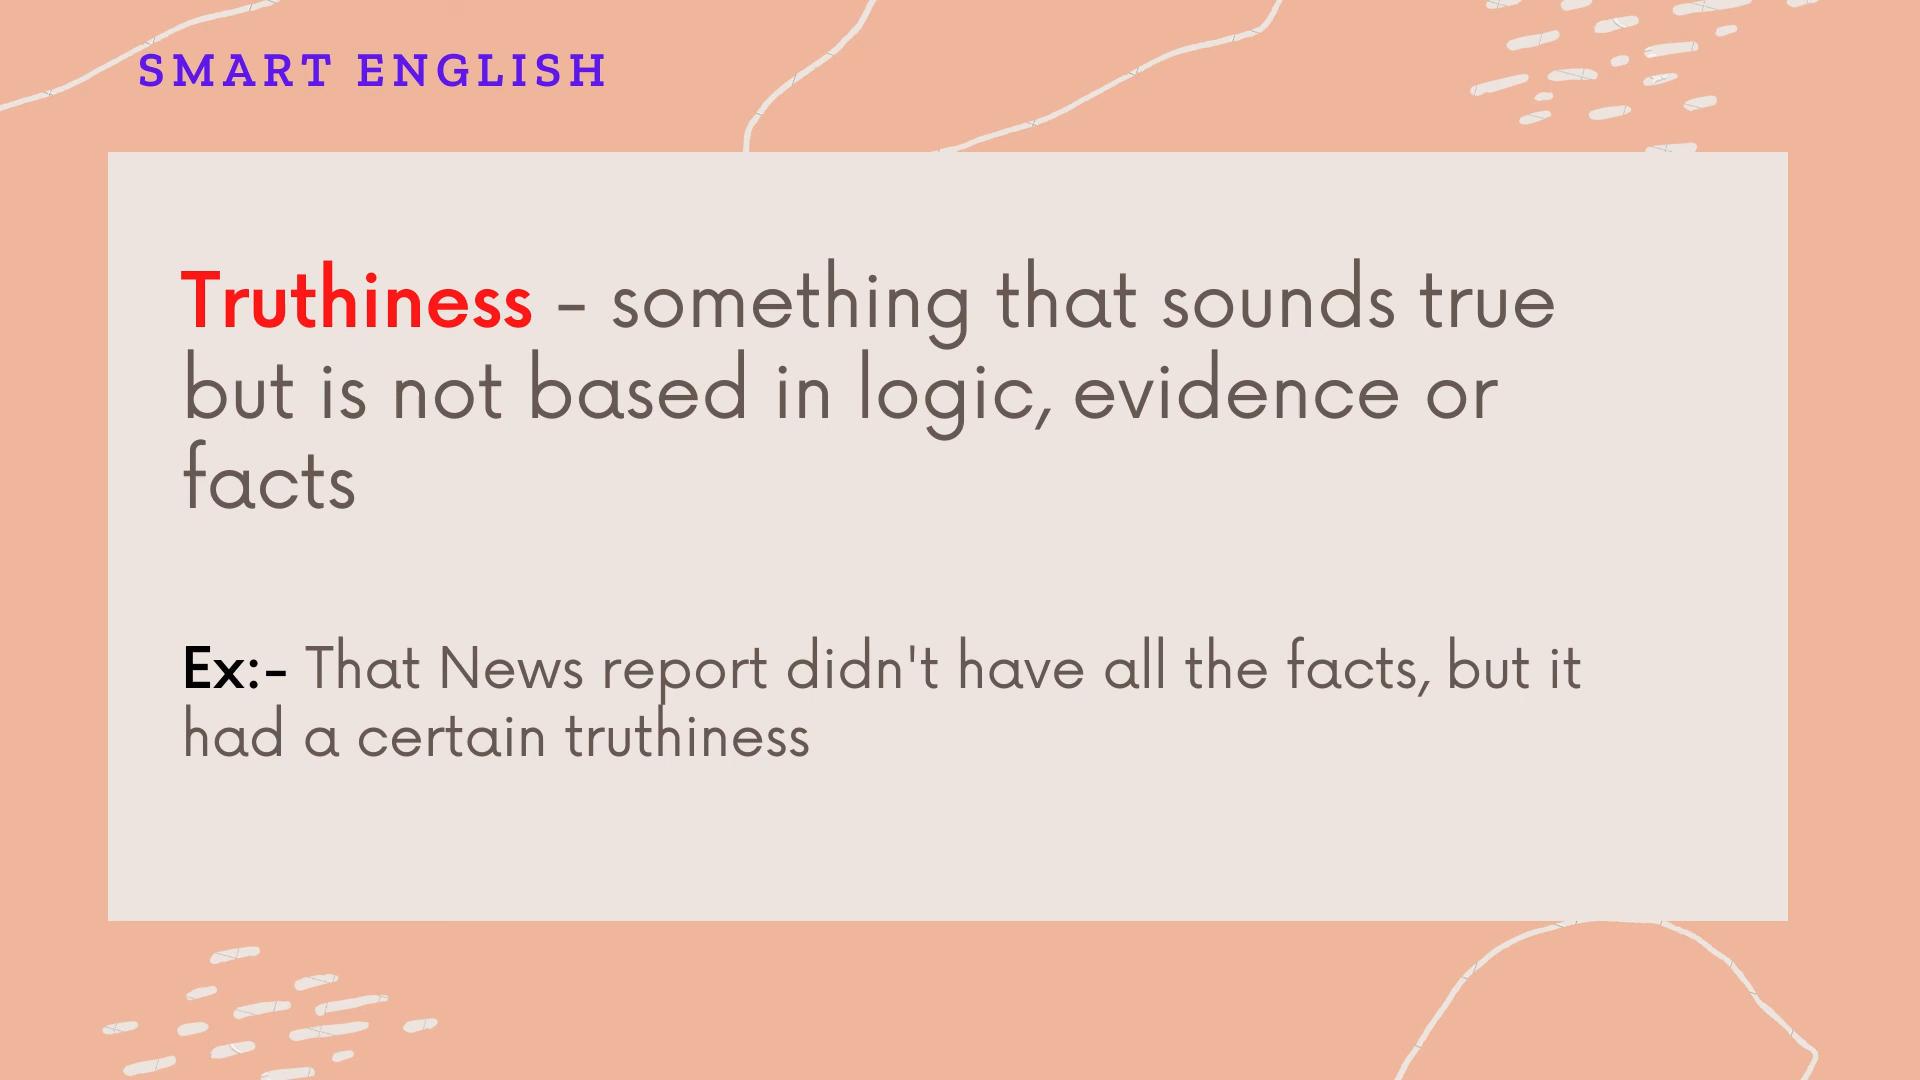 SMART ENGLISH
Truthiness - something that sounds true
but is not based in logic, evidence or
facts
Ex:- That News report didn't have all the facts, but it
had a certain truthiness